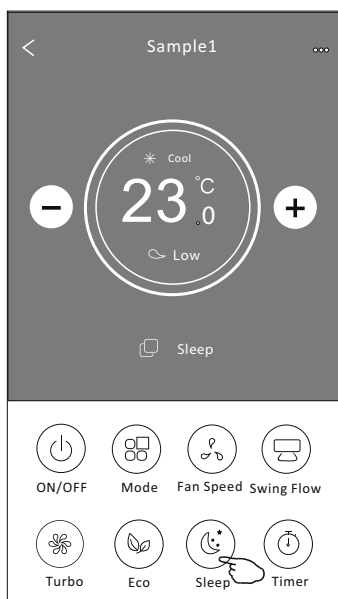 Sample1
Cool
23.0 °C
Low
Sleep
ON/OFF Mode Fan Speed Swing Flow
Turbo Eco Sleep Timer